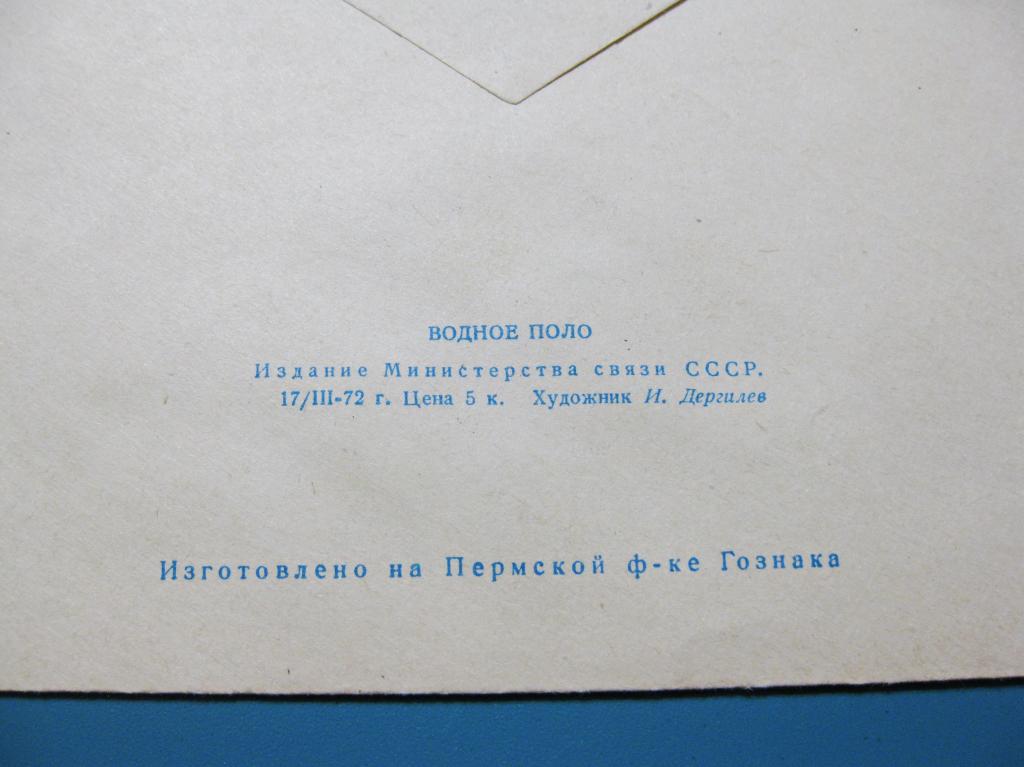 ВОДНОЕ ПОЛО
Издание Министерства связи СССР.
17/III-72 г. Цена 5 к. Художник И. Дергилев
Изготовлено на Пермской ф-ке Гознака